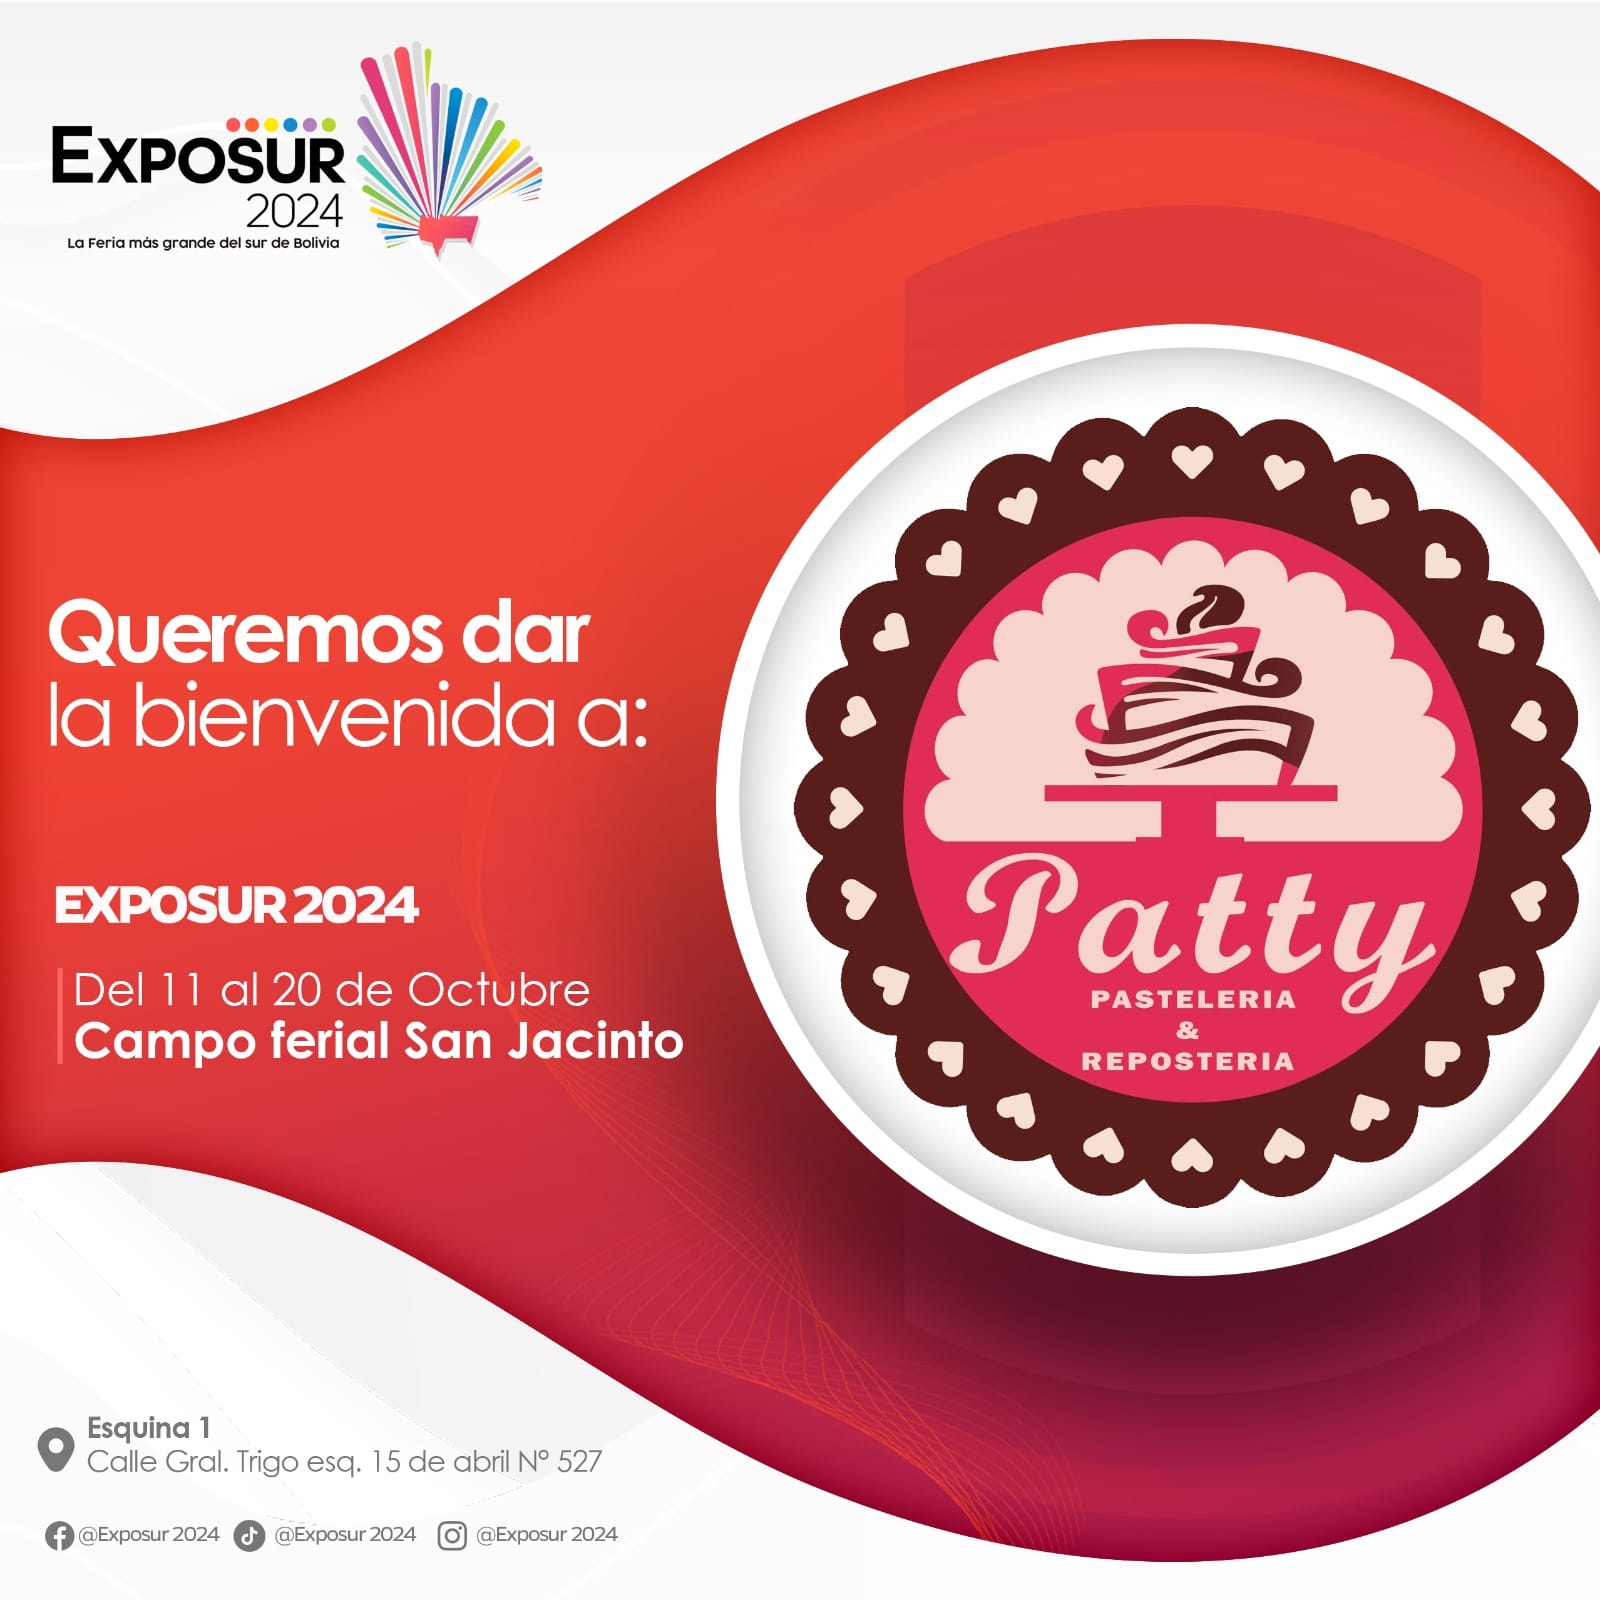 EXPOSUR
2024
La Feria más grande del sur de Bolivia
Queremos dar
la bienvenida a:
EXPOSUR 2024
Del 11 al 20 de Octubre
Campo ferial San Jacinto
Patty
PASTELERIA
&
REPOSTERIA
Esquina 1
Calle Gral. Trigo esq. 15 de abril N° 527
@Exposur 2024 @Exposur 2024 @Exposur 2024